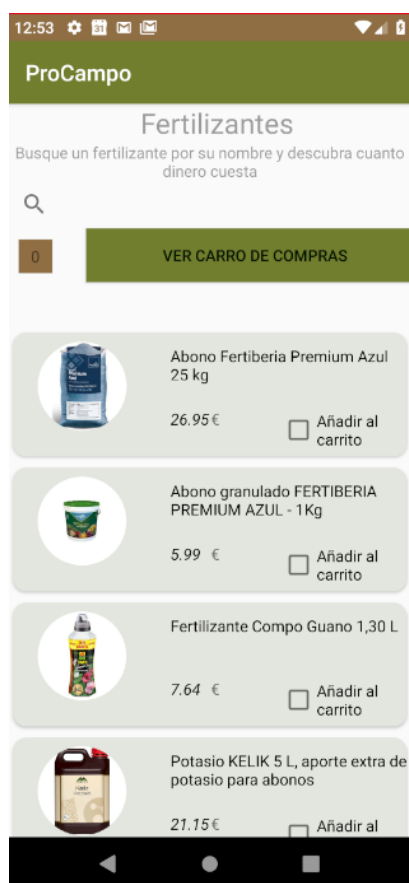 12:53
31
ProCampo
Fertilizantes
Busque un fertilizante por su nombre y descubra cuanto
dinero cuesta
0
VER CARRO DE COMPRAS
Abono Fertiberia Premium Azul
25 kg
26.95 €
Añadir al
carrito
Abono granulado FERTIBERIA
PREMIUM AZUL - 1Kg
5.99 €
Añadir al
carrito
Fertilizante Compo Guano 1,30 L
7.64 €
Añadir al
carrito
Potasio KELIK 5 L, aporte extra de
potasio para abonos
21.15 €
Añadir al